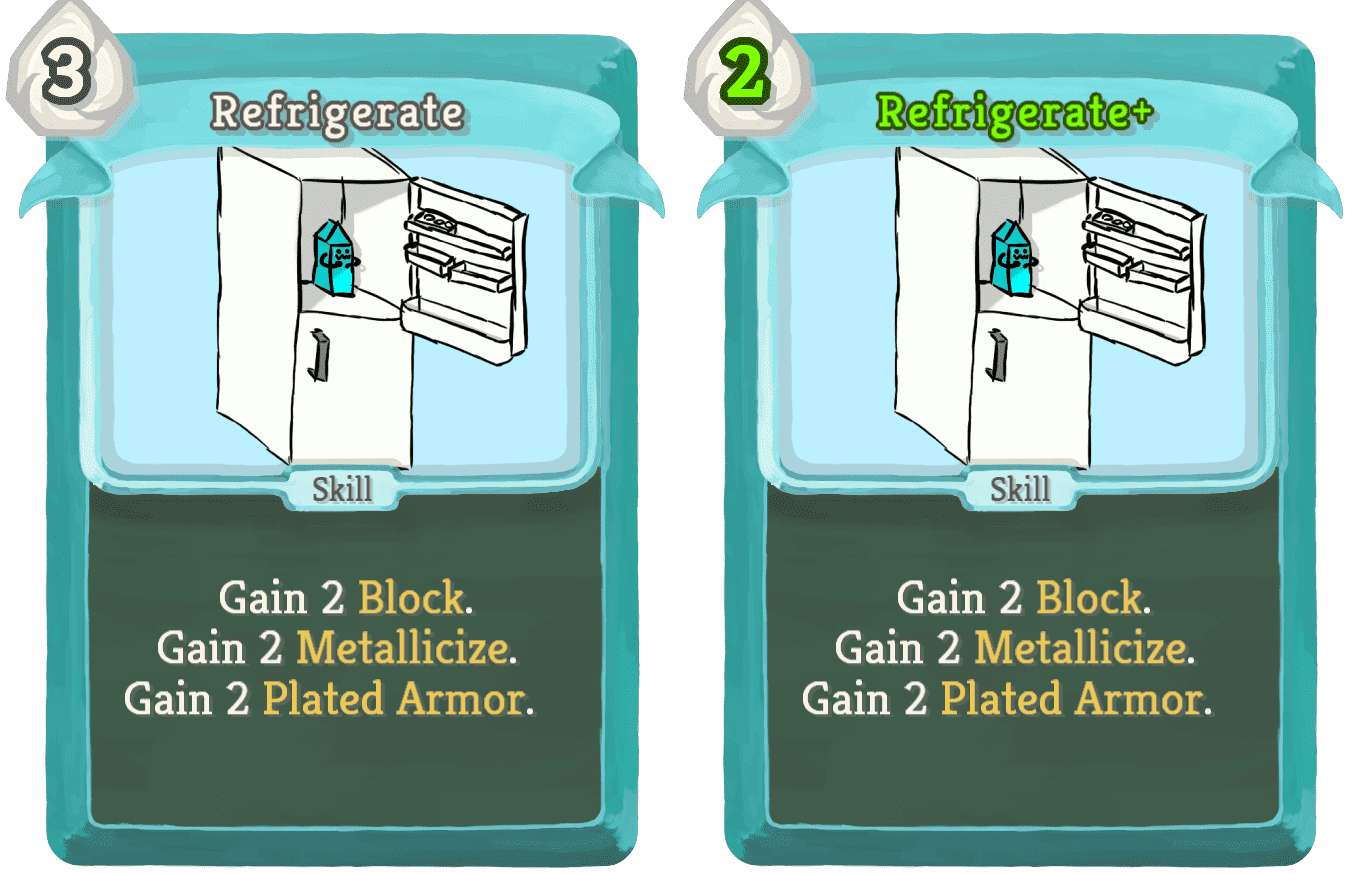 3
Refrigerate
Skill
Gain 2 Block.
Gain 2 Metallicize.
Gain 2 Plated Armor.
2
Refrigerate+
Skill
Gain 2 Block.
Gain 2 Metallicize.
Gain 2 Plated Armor.